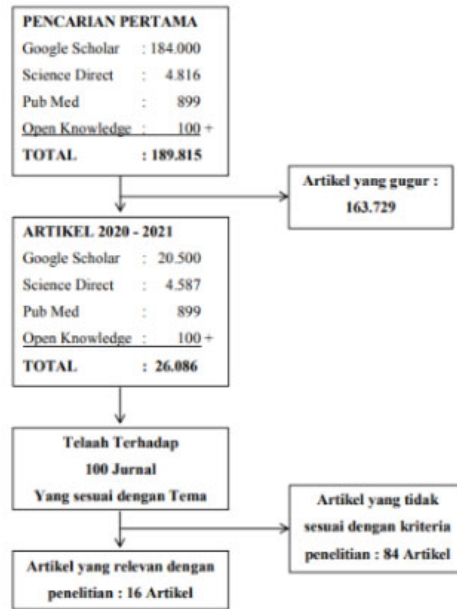 PENCARIAN PERTAMA
Google Scholar : 184.000
Science Direct : 4.816
Pub Med : 899
Open Knowledge : 100 +
TOTAL : 189.815
Artikel yang gugur :
163.729
ARTIKEL 2020 - 2021
Google Scholar : 20.500
Science Direct : 4.587
Pub Med : 899
Open Knowledge : 100 +
TOTAL : 26.086
Telaah Terhadap
100 Jurnal
Yang sesuai dengan Tema
Artikel yang tidak
sesuai dengan kriteria
penelitian : 84 Artikel
Artikel yang relevan dengan
penelitian : 16 Artikel